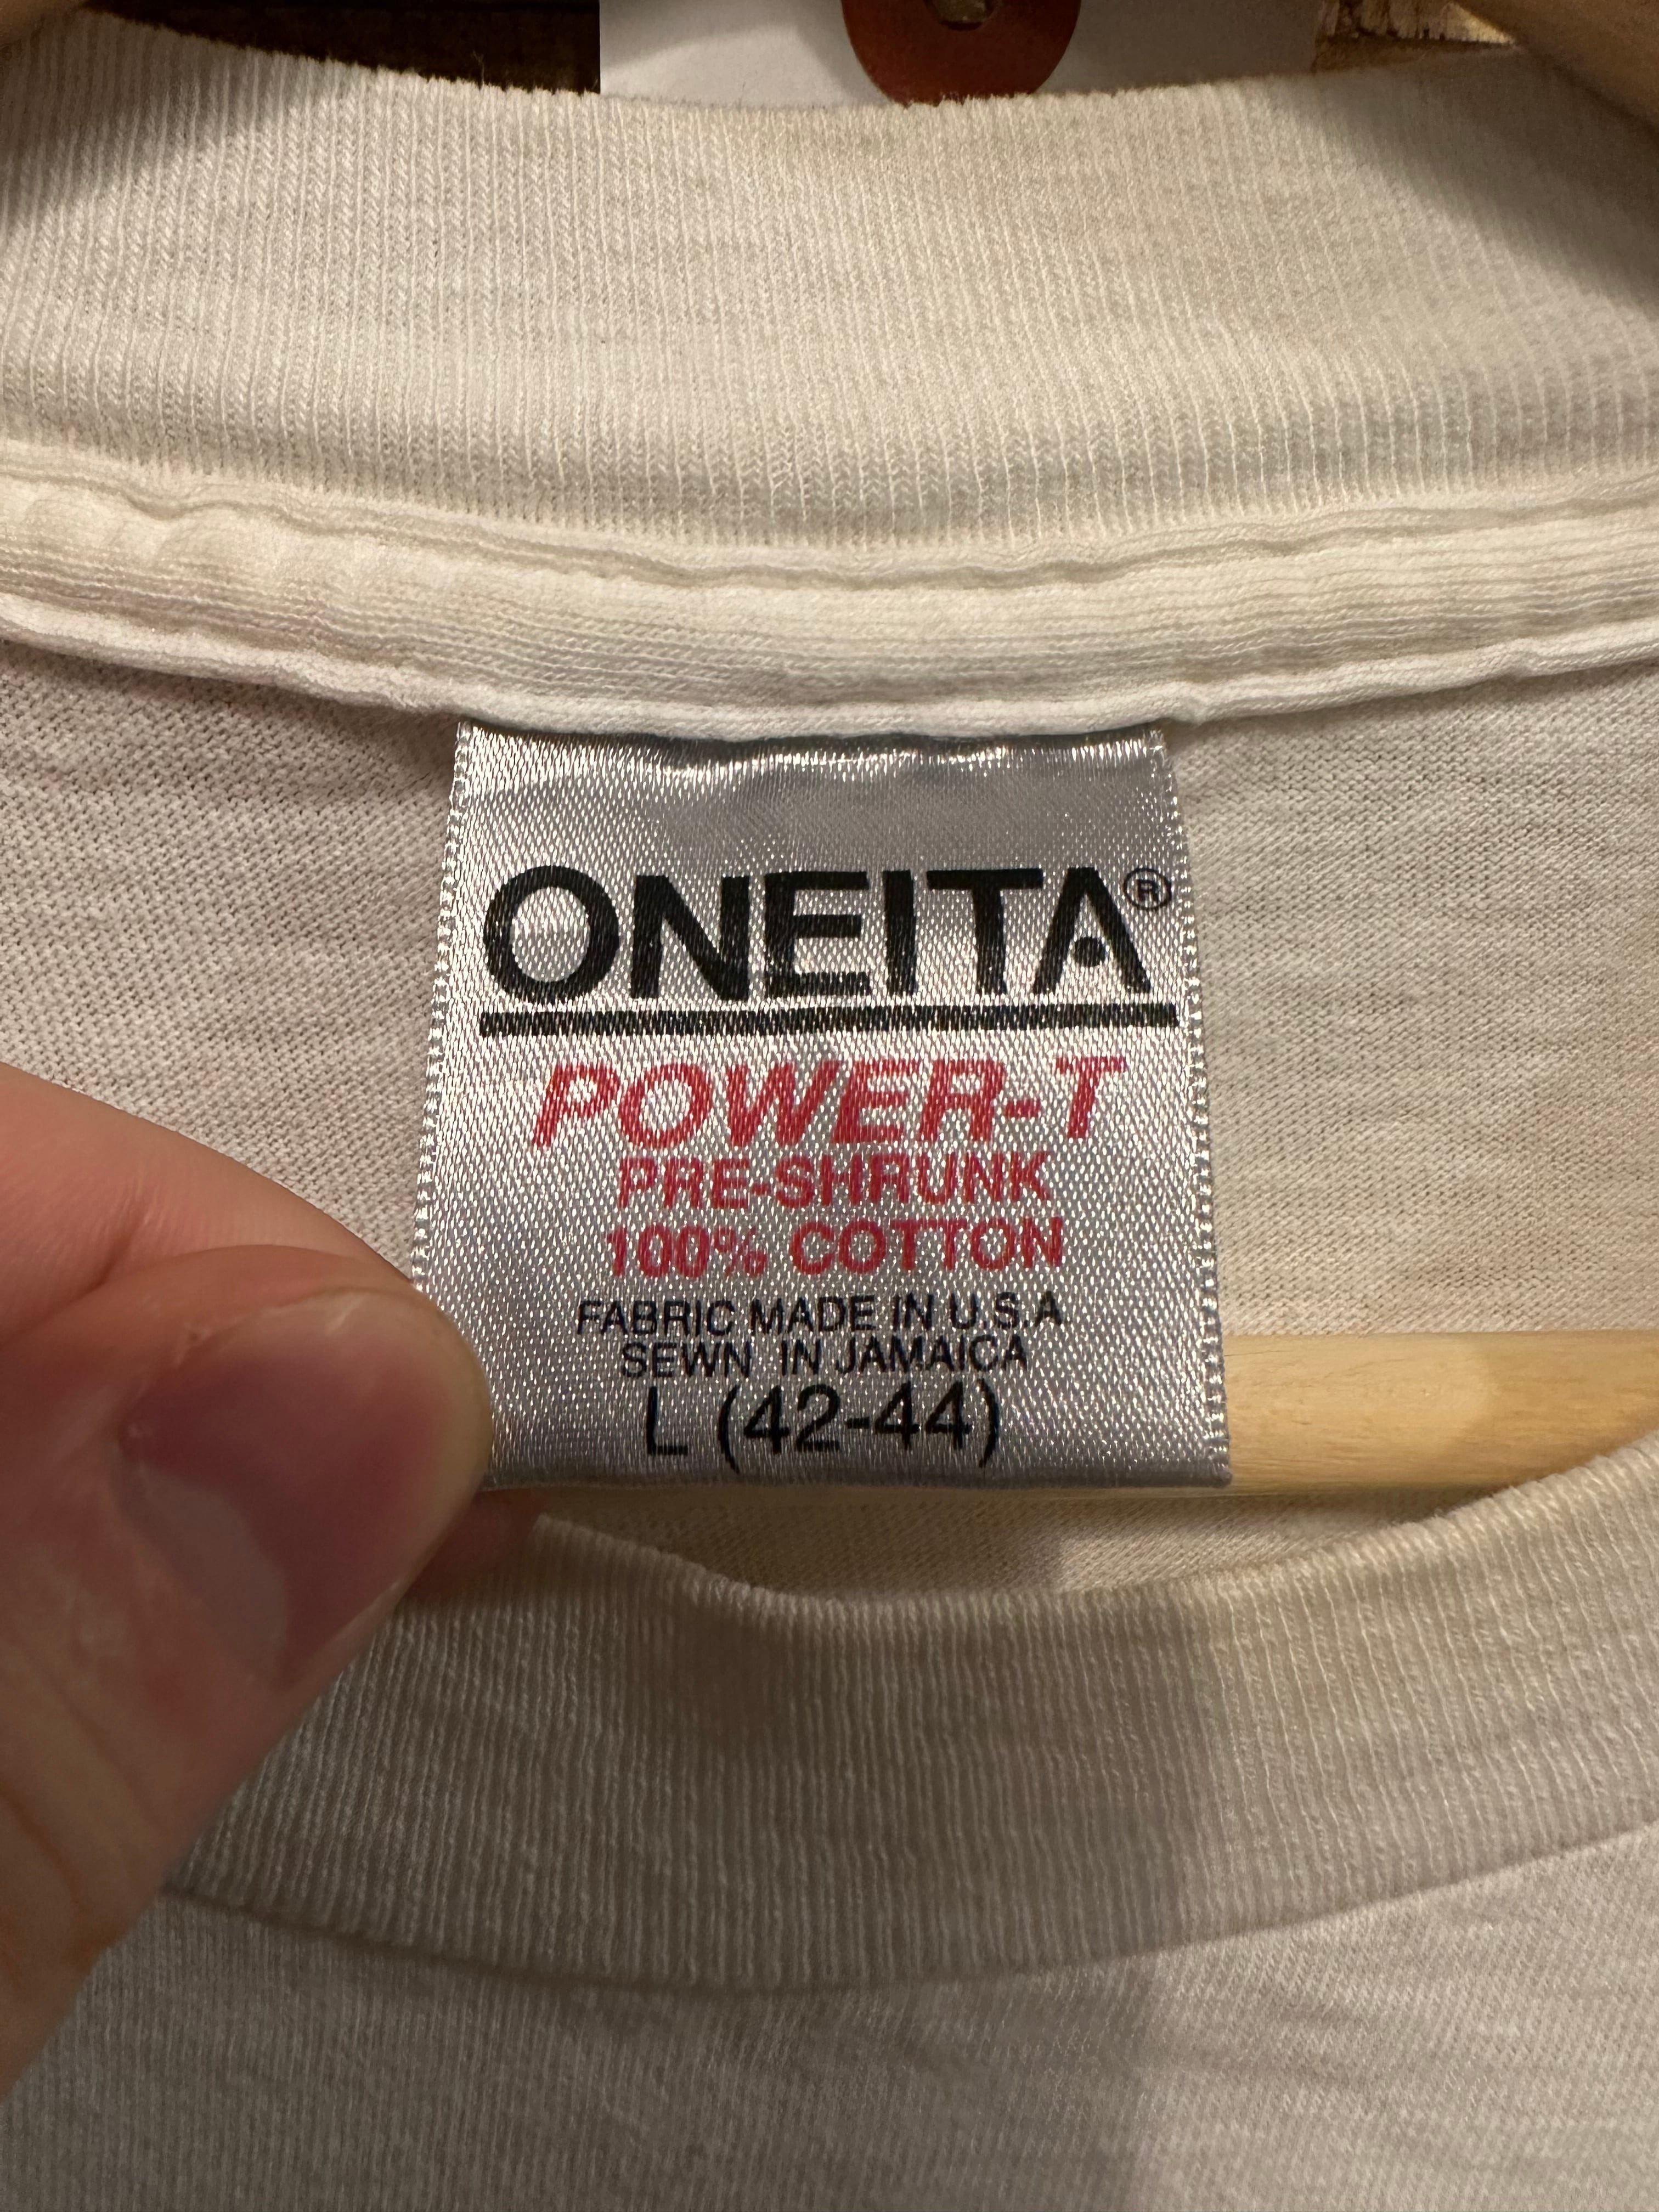 ONEITA®
POWER-T
PRE-SHRUNK
100% COTTON
FABRIC MADE IN U.S.A
SEWN IN JAMAICA
L (42-44)